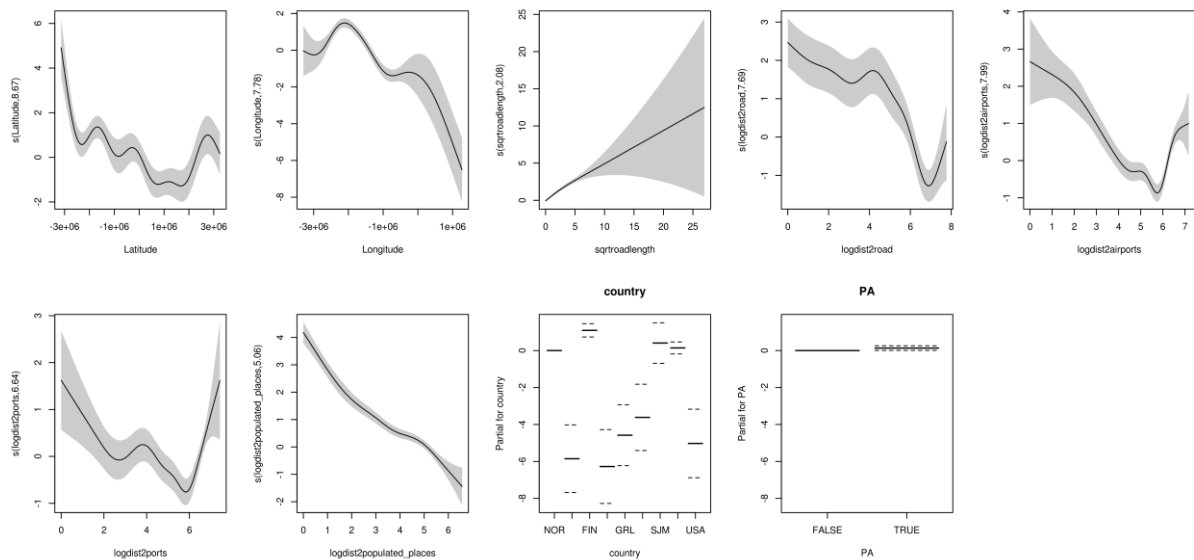 s(Latitude,8.67)
6
4
2
0
-2
-3e+06
-1e+06
1e+06
3e+06
Latitude
s(Longitude,7.78)
2
0
-2
-4
-6
-8
-3e+06
-1e+06
1e+06
Longitude
s(sqrtroadlength,2.08)
25
20
15
10
5
0
0 5 10 15 20 25
sqrtroadlength
s(logdist2road,7.69)
3
2
1
0
-1
0 2 4 6 8
logdist2road
s(logdist2airports,7.99)
4
3
2
1
0
-1
0 1 2 3 4 5 6 7
logdist2airports
s(logdist2ports,6.64)
3
2
1
0
-1
0 2 4 6
logdist2ports
s(logdist2populated_places,5.06)
4
3
2
1
0
-1
-2
0 1 2 3 4 5 6
logdist2populated_places
country
Partial for country
0
-2
-4
-6
-8
NOR FIN GRL SJM USA
country
PA
Partial for PA
0
-2
-4
-6
-8
FALSE TRUE
PA